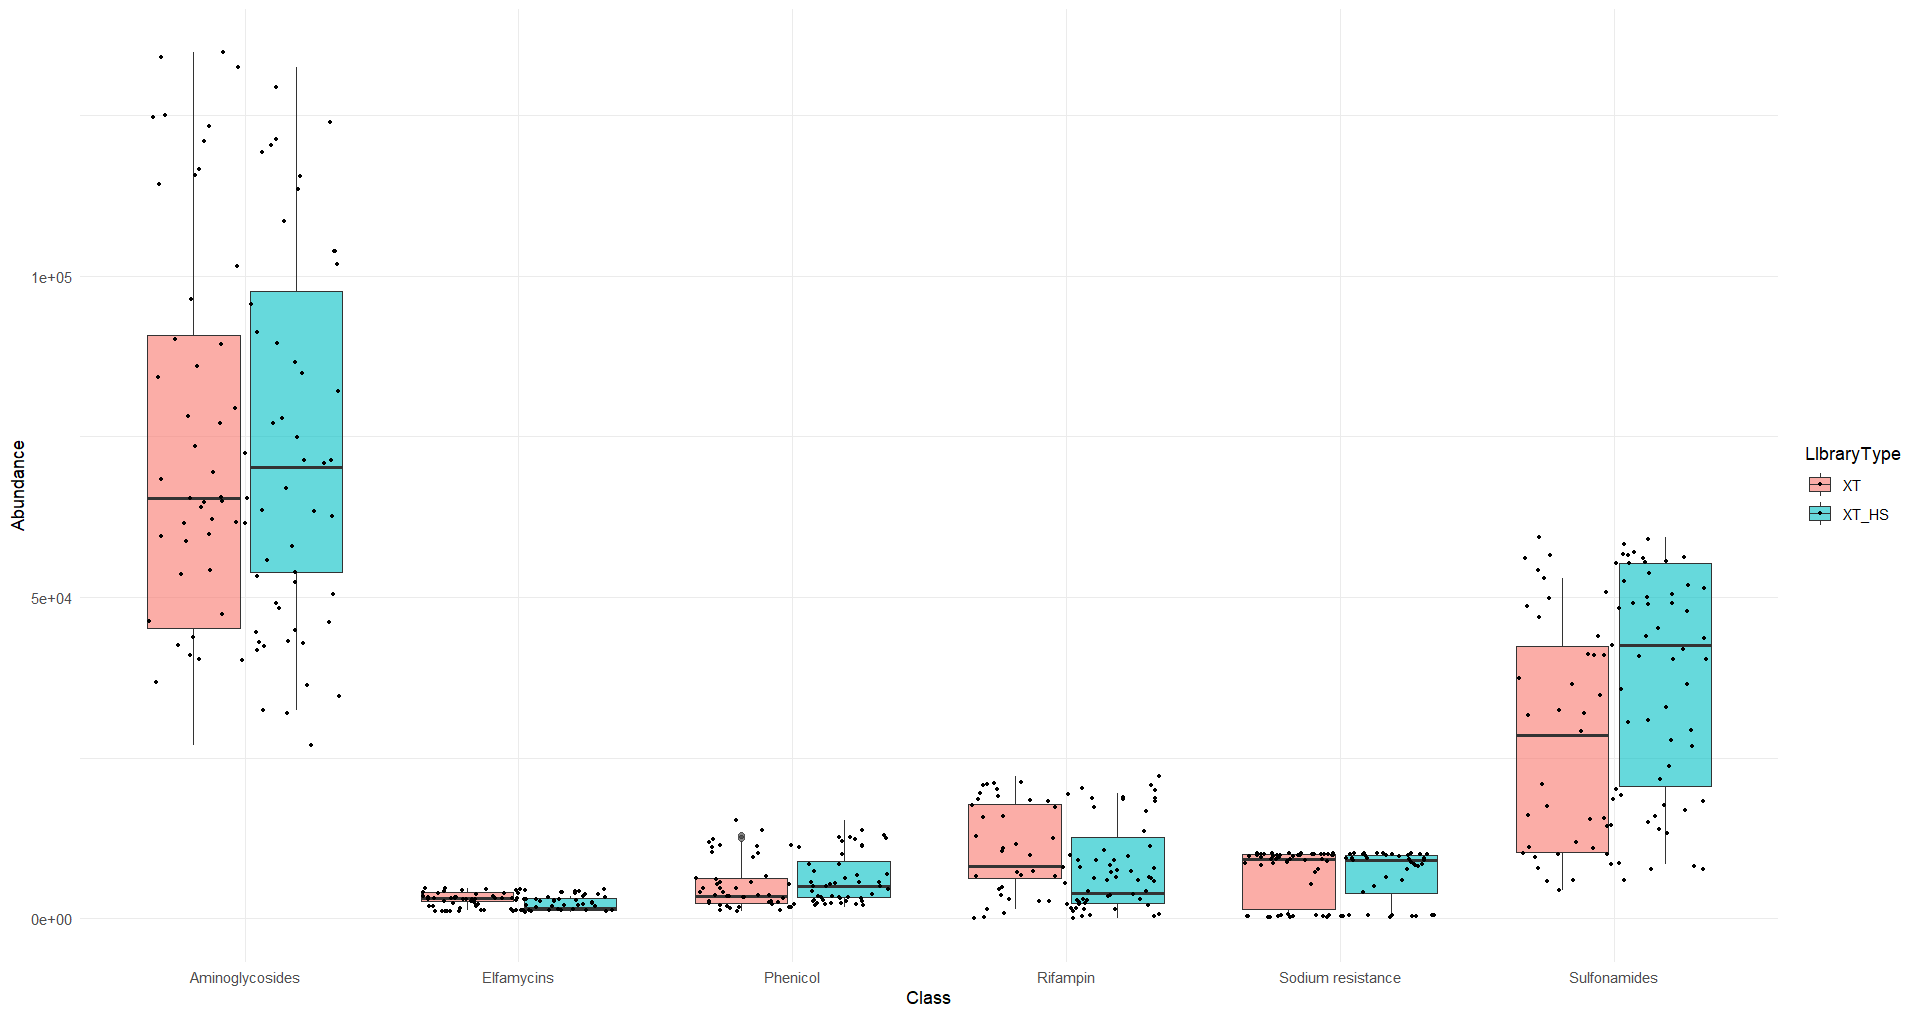 Abundance
1e+05
5e+04
0e+00
Aminoglycosides
Elfamycins
Phenicol
Rifampin
Sodium resistance
Sulfonamides
Class
LIbraryType
XT
XT_HS